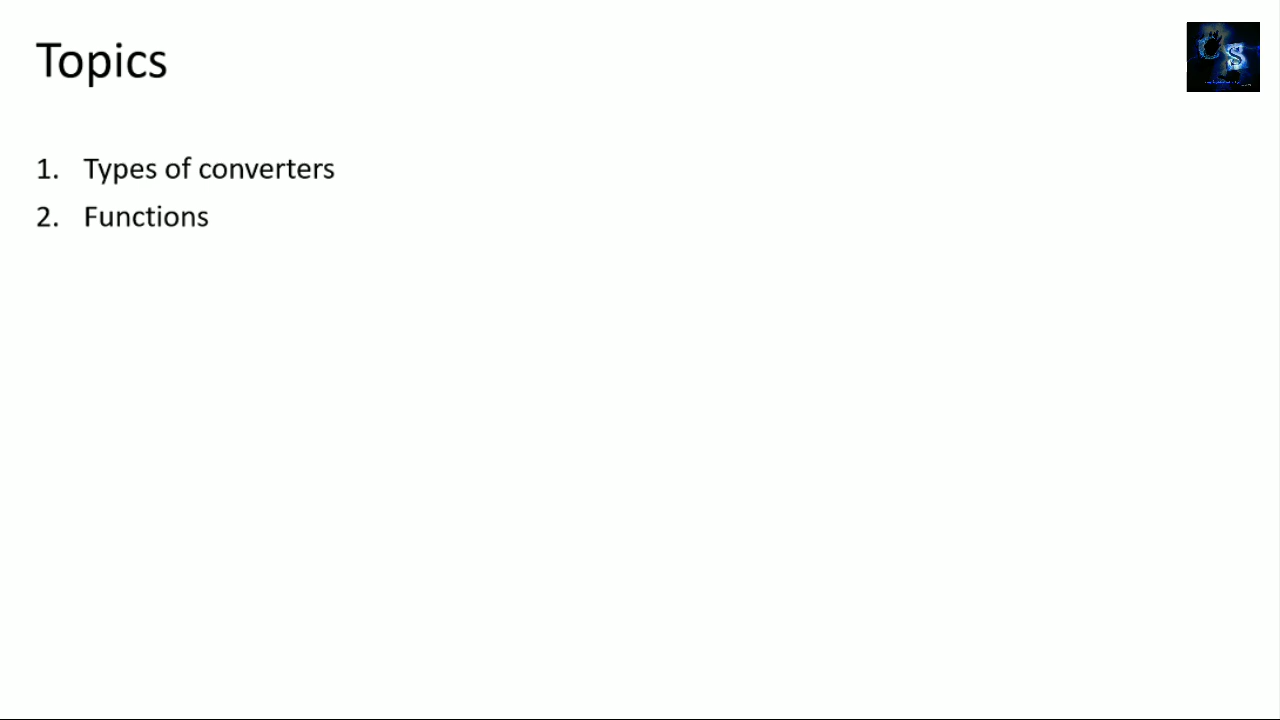 Topics
1. Types of converters
2. Functions